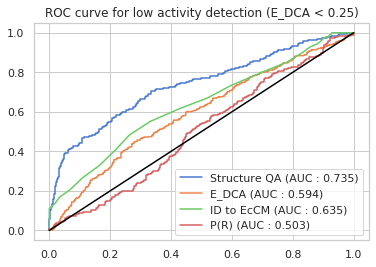 ROC curve for low activity detection (E_DCA < 0.25)
1.0
0.8
0.6
0.4
0.2
0.0
Structure QA (AUC : 0.735)
E_DCA (AUC : 0.594)
ID to EcCM (AUC : 0.635)
P(R) (AUC : 0.503)
0.0 0.2 0.4 0.6 0.8 1.0